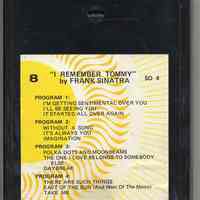 8
"I REMEMBER TOMMY"
by FRANK SINATRA
SD 4
PROGRAM 1:
I'M GETTING SENTIMENTAL OVER YOU
I'LL BE SEEING YOU
IT STARTED ALL OVER AGAIN
PROGRAM 2:
WITHOUT A SONG
IT'S ALWAYS YOU
IMAGINATION
PROGRAM 3:
POLKA DOTS AND MOONBEAMS
THE ONE I LOVE BELONGS TO SOMEBODY
ELSE
DAYBREAK
PROGRAM 4:
THERE ARE SUCH THINGS
EAST OF THE SUN (And West Of The Moon)
TAKE ME